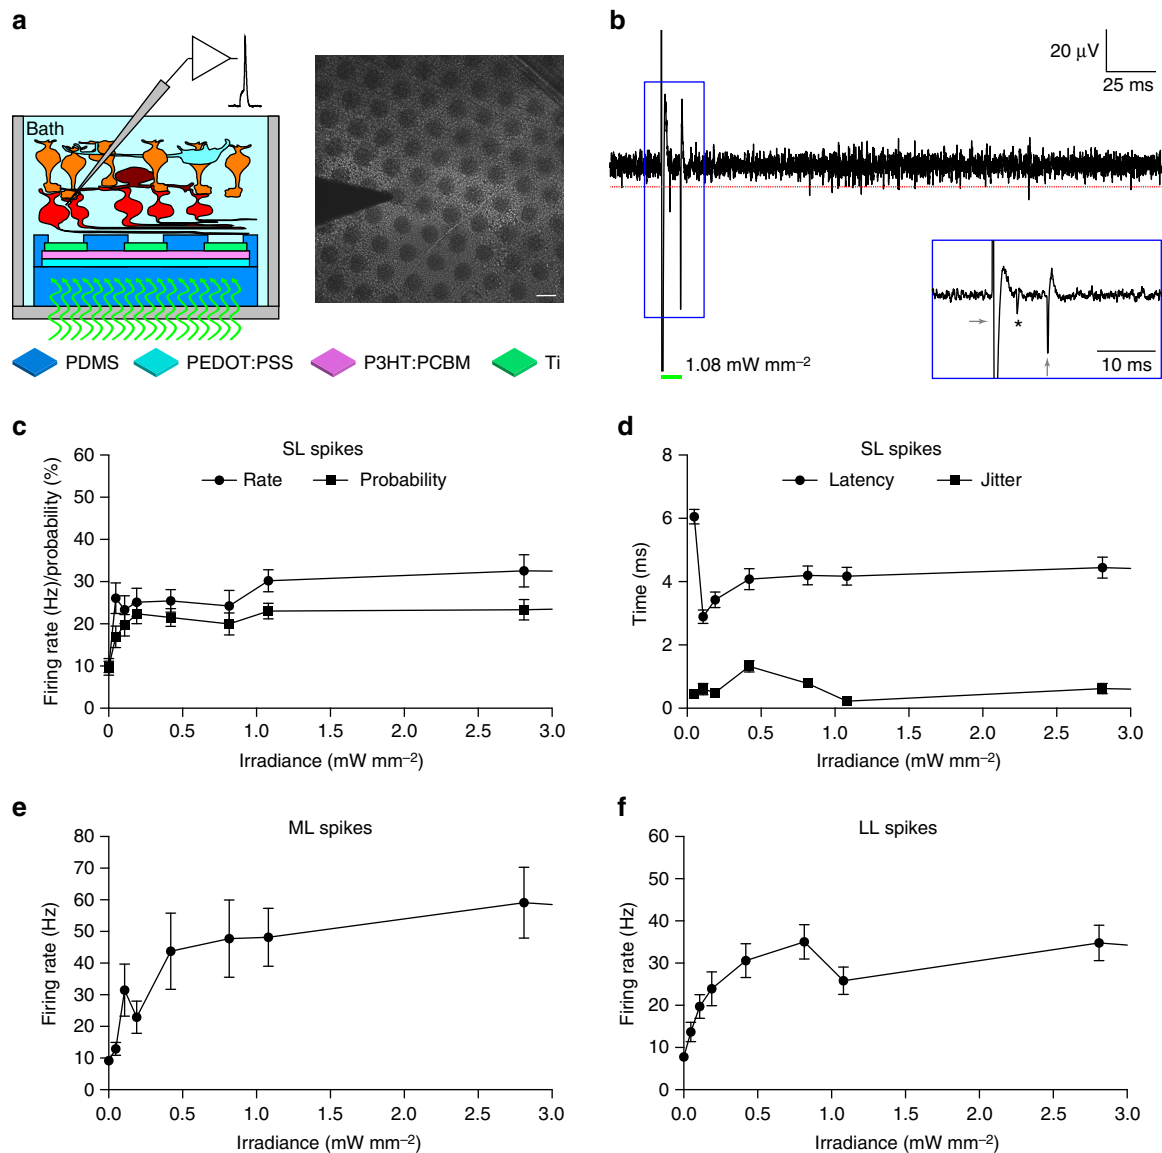 a
Bath
PDMS
PEDOT:PSS
P3HT:PCBM
Ti
b
20 μV
25 ms
1.08 mW mm–2
*
10 ms
c
SL spikes
Rate
Probability
Firing rate (Hz)/probability (%)
60
50
40
30
20
10
0
0
0.5
1.0
1.5
2.0
2.5
3.0
Irradiance (mW mm–2)
d
SL spikes
Latency
Jitter
Time (ms)
8
6
4
2
0
0.0
0.5
1.0
1.5
2.0
2.5
3.0
Irradiance (mW mm–2)
e
ML spikes
Firing rate (Hz)
80
70
60
50
40
30
20
10
0
0.0
0.5
1.0
1.5
2.0
2.5
3.0
Irradiance (mW mm–2)
f
LL spikes
Firing rate (Hz)
60
50
40
30
20
10
0
0.0
0.5
1.0
1.5
2.0
2.5
3.0
Irradiance (mW mm–2)